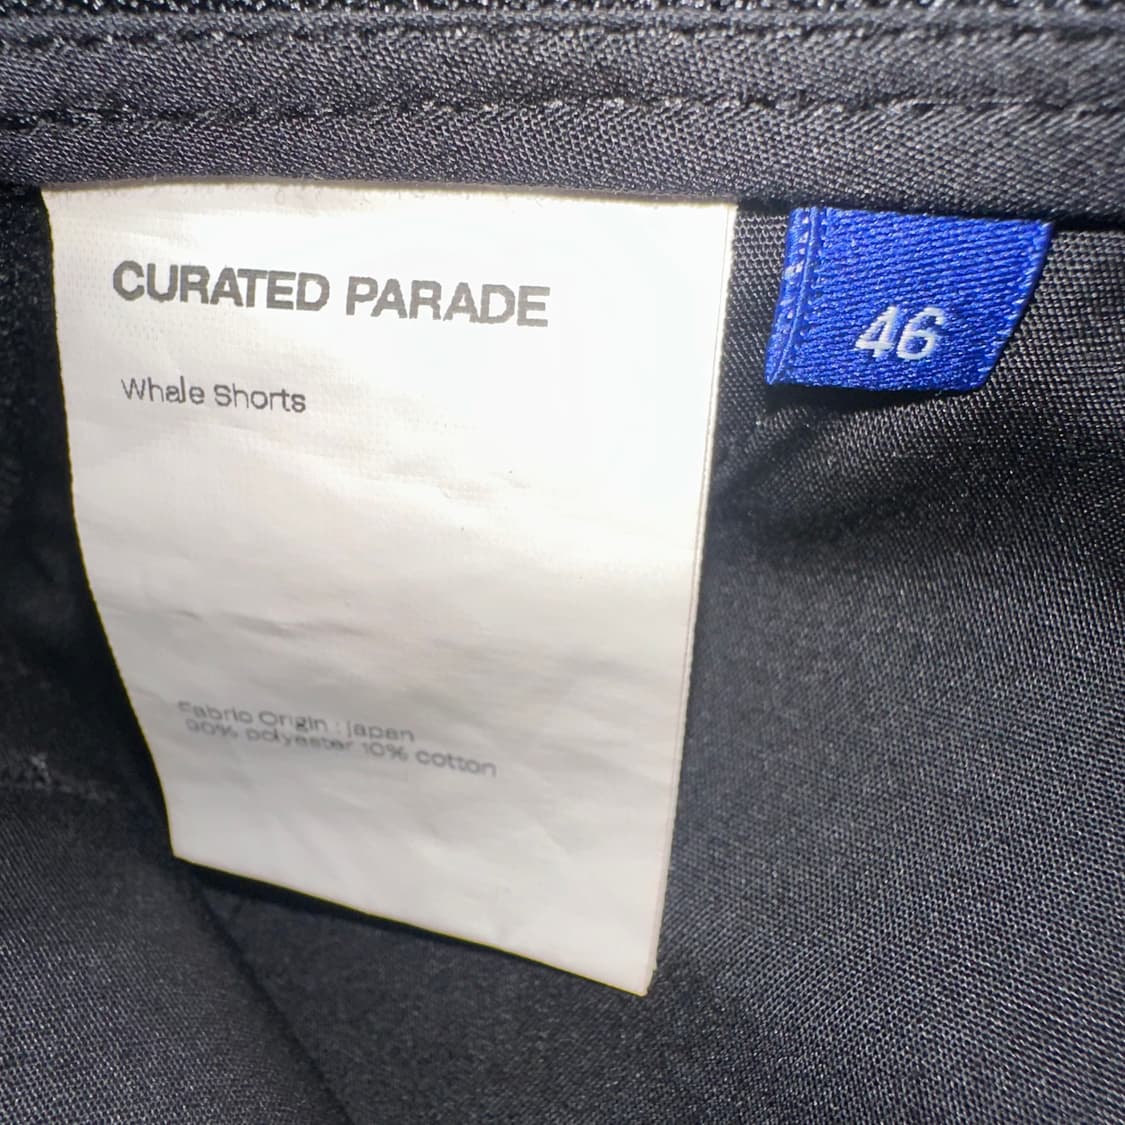 CURATED PARADE
46
Whale Shorts
Fabric Origin : Japan
90% polyester 10% cotton